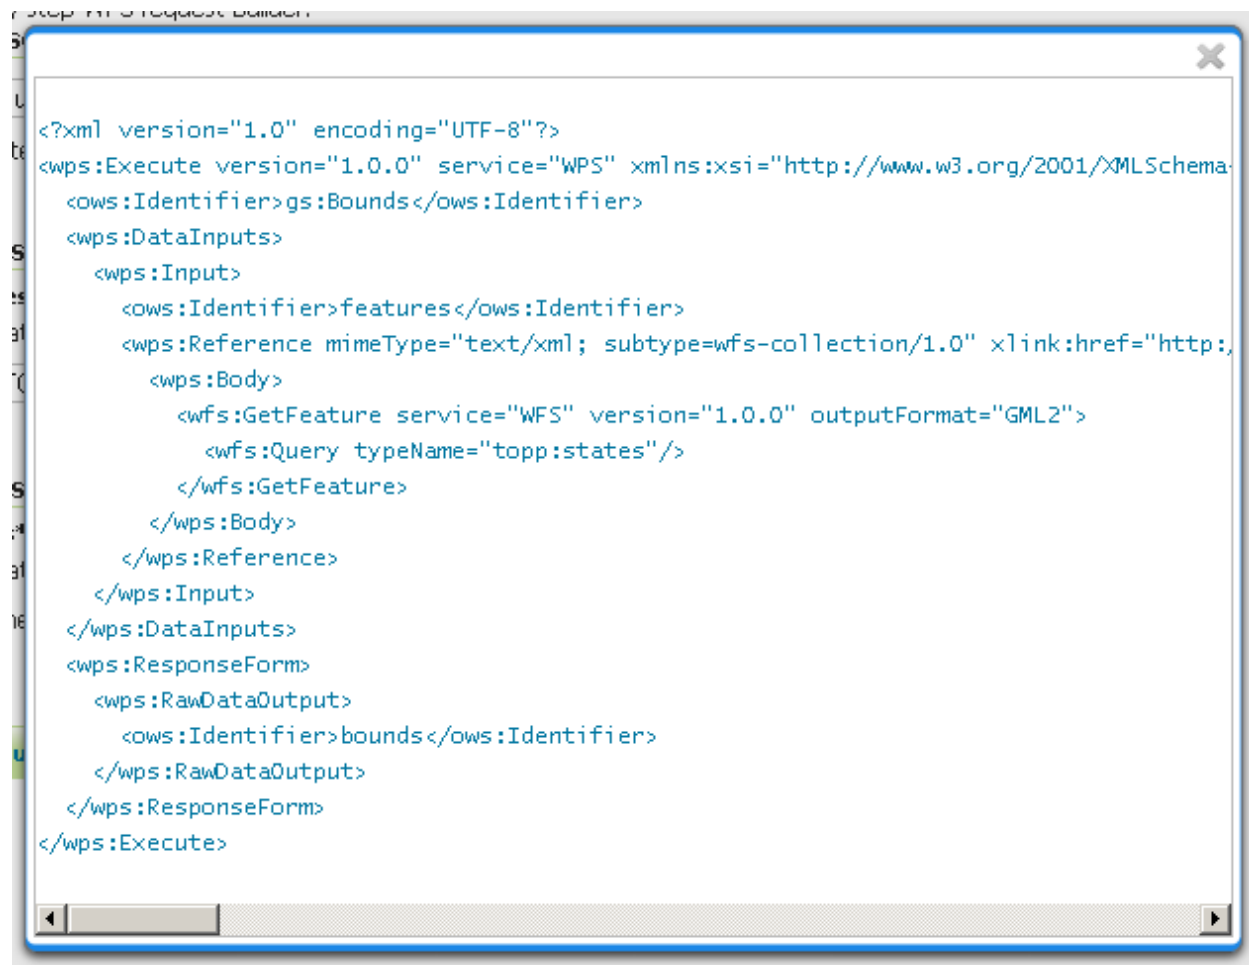 step WPS request builder.
<?xml version="1.0" encoding="UTF-8"?>
<wps:Execute version="1.0.0" service="WPS" xmlns:xsi="http://www.w3.org/2001/XMLSchema-
  <ows:Identifier>gs:Bounds</ows:Identifier>
  <wps:DataInputs>
    <wps:Input>
      <ows:Identifier>features</ows:Identifier>
      <wps:Reference mimeType="text/xml; subtype=wfs-collection/1.0" xlink:href="http:/
        <wps:Body>
          <wfs:GetFeature service="WFS" version="1.0.0" outputFormat="GML2">
            <wfs:Query typeName="topp:states"/>
          </wfs:GetFeature>
        </wps:Body>
      </wps:Reference>
    </wps:Input>
  </wps:DataInputs>
  <wps:ResponseForm>
    <wps:RawDataOutput>
      <ows:Identifier>bounds</ows:Identifier>
    </wps:RawDataOutput>
  </wps:ResponseForm>
</wps:Execute>